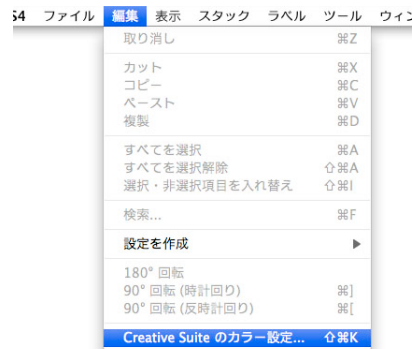 S4 ファイル 編集 表示 スタック ラベル ツール ウィン
取り消し ⌘Z
カット ⌘X
コピー ⌘C
ペースト ⌘V
複製 ⌘D
すべてを選択 ⌘A
すべてを選択解除 ⇧⌘A
選択・非選択項目を入れ替え ⇧⌘I
検索... ⌘F
設定を作成 ▶
180° 回転
90° 回転 (時計回り) ⌘]
90° 回転 (反時計回り) ⌘[
Creative Suite のカラー設定... ⇧⌘K